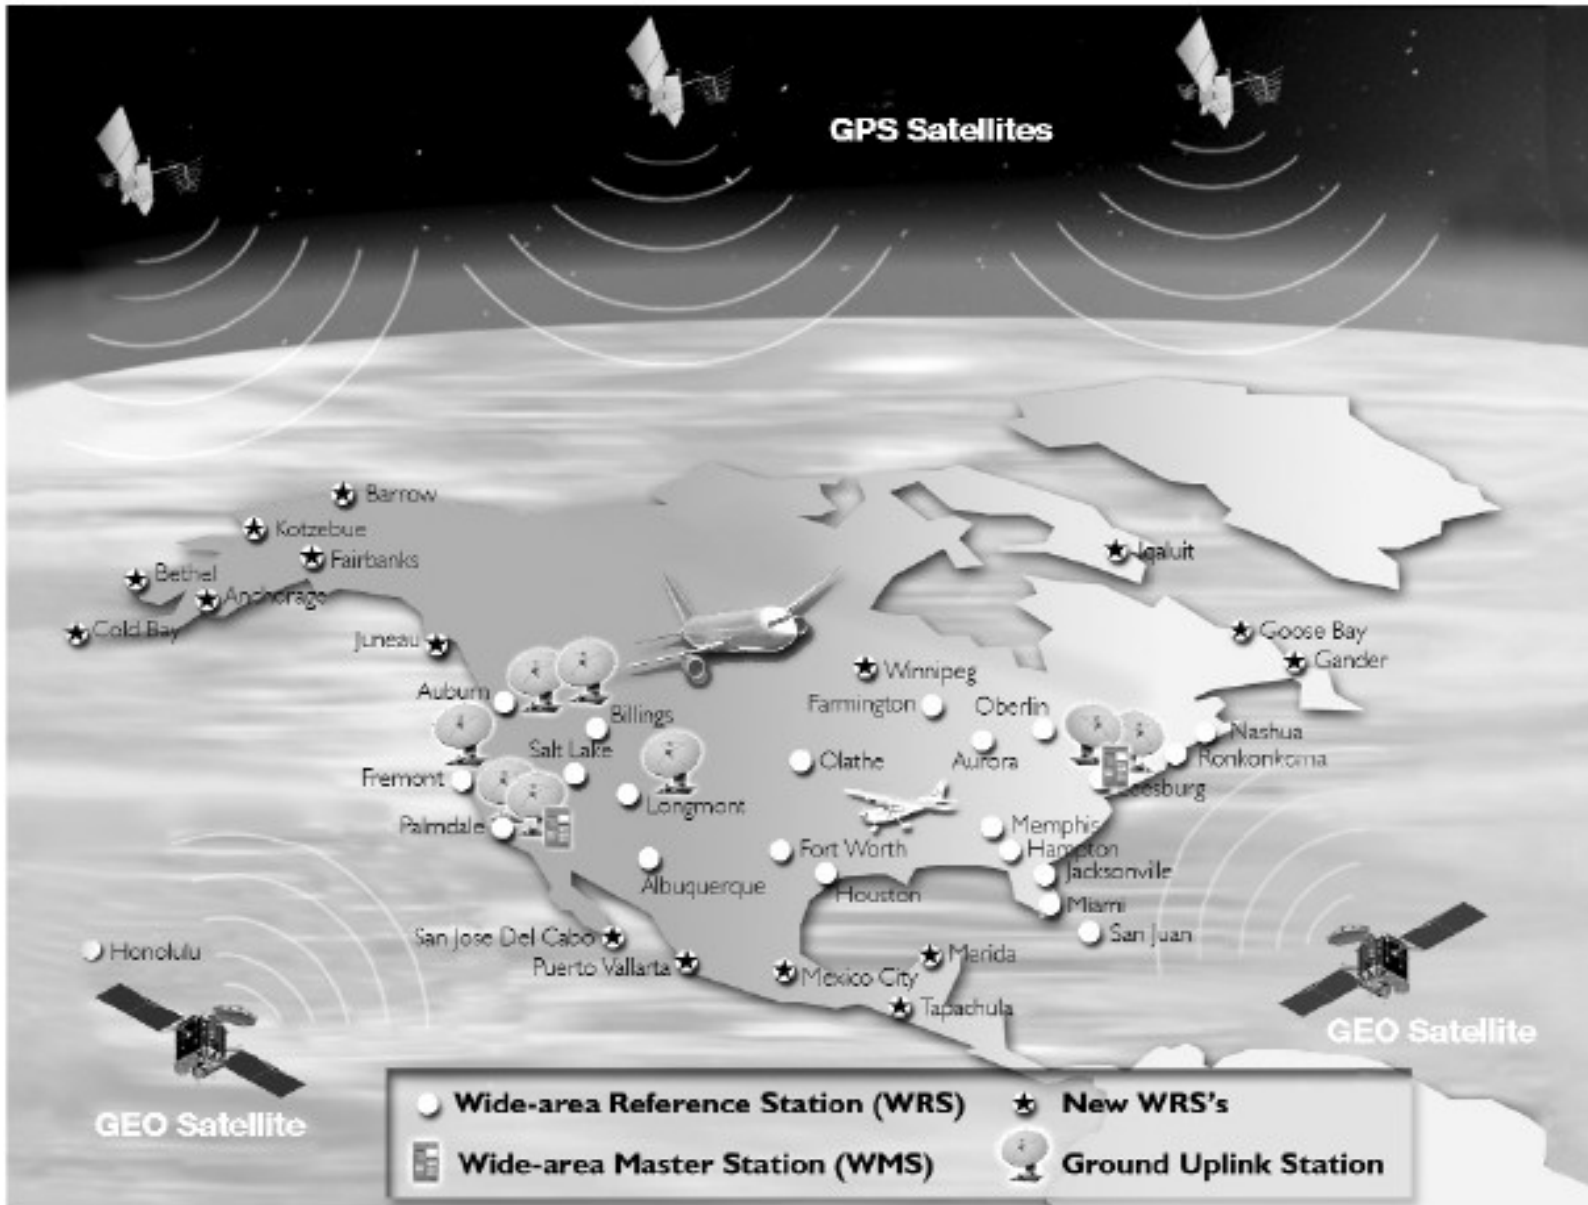 GPS Satellites
Barrow
Kotzebue
Fairbanks
Bethel
Anchorage
Cold Bay
Juneau
Iqaluit
Goose Bay
Gander
Winnipeg
Auburn
Billings
Farmington
Oberlin
Nashua
Salt Lake
Olathe
Aurora
Ronkonkoma
Fremont
Longmont
Leesburg
Palmdale
Memphis
Fort Worth
Hampton
Albuquerque
Houston
Jacksonville
Miami
San Jose Del Cabo
San Juan
Honolulu
Puerto Vallarta
Mexico City
Merida
Tapachula
GEO Satellite
GEO Satellite
Wide-area Reference Station (WRS)
New WRS's
Wide-area Master Station (WMS)
Ground Uplink Station